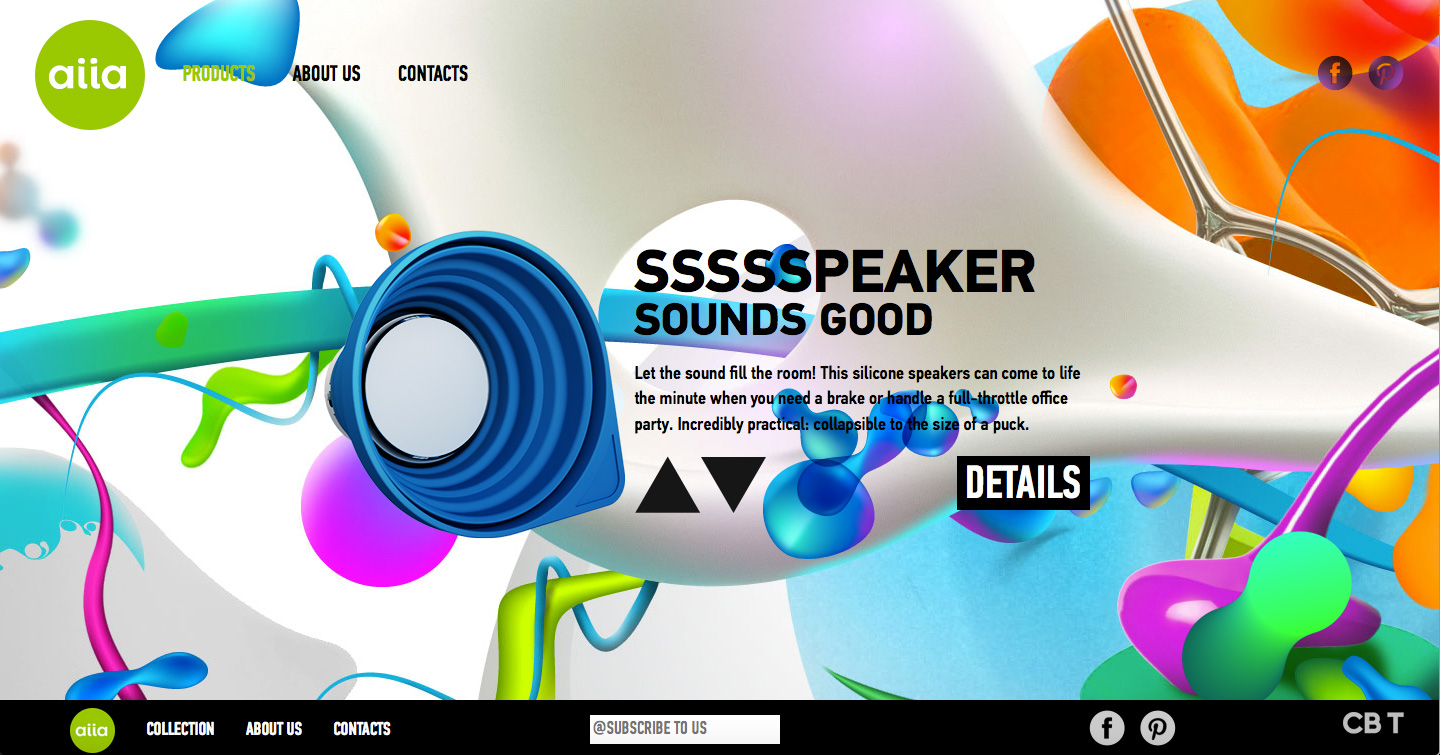 aiia
PRODUCTS ABOUT US CONTACTS
SSSSSPEAKER
SOUNDS GOOD
Let the sound fill the room! This silicone speakers can come to life
the minute when you need a brake or handle a full-throttle office
party. Incredibly practical: collapsible to the size of a puck.
DETAILS
aiia COLLECTION ABOUT US CONTACTS @SUBSCRIBE TO US CBT